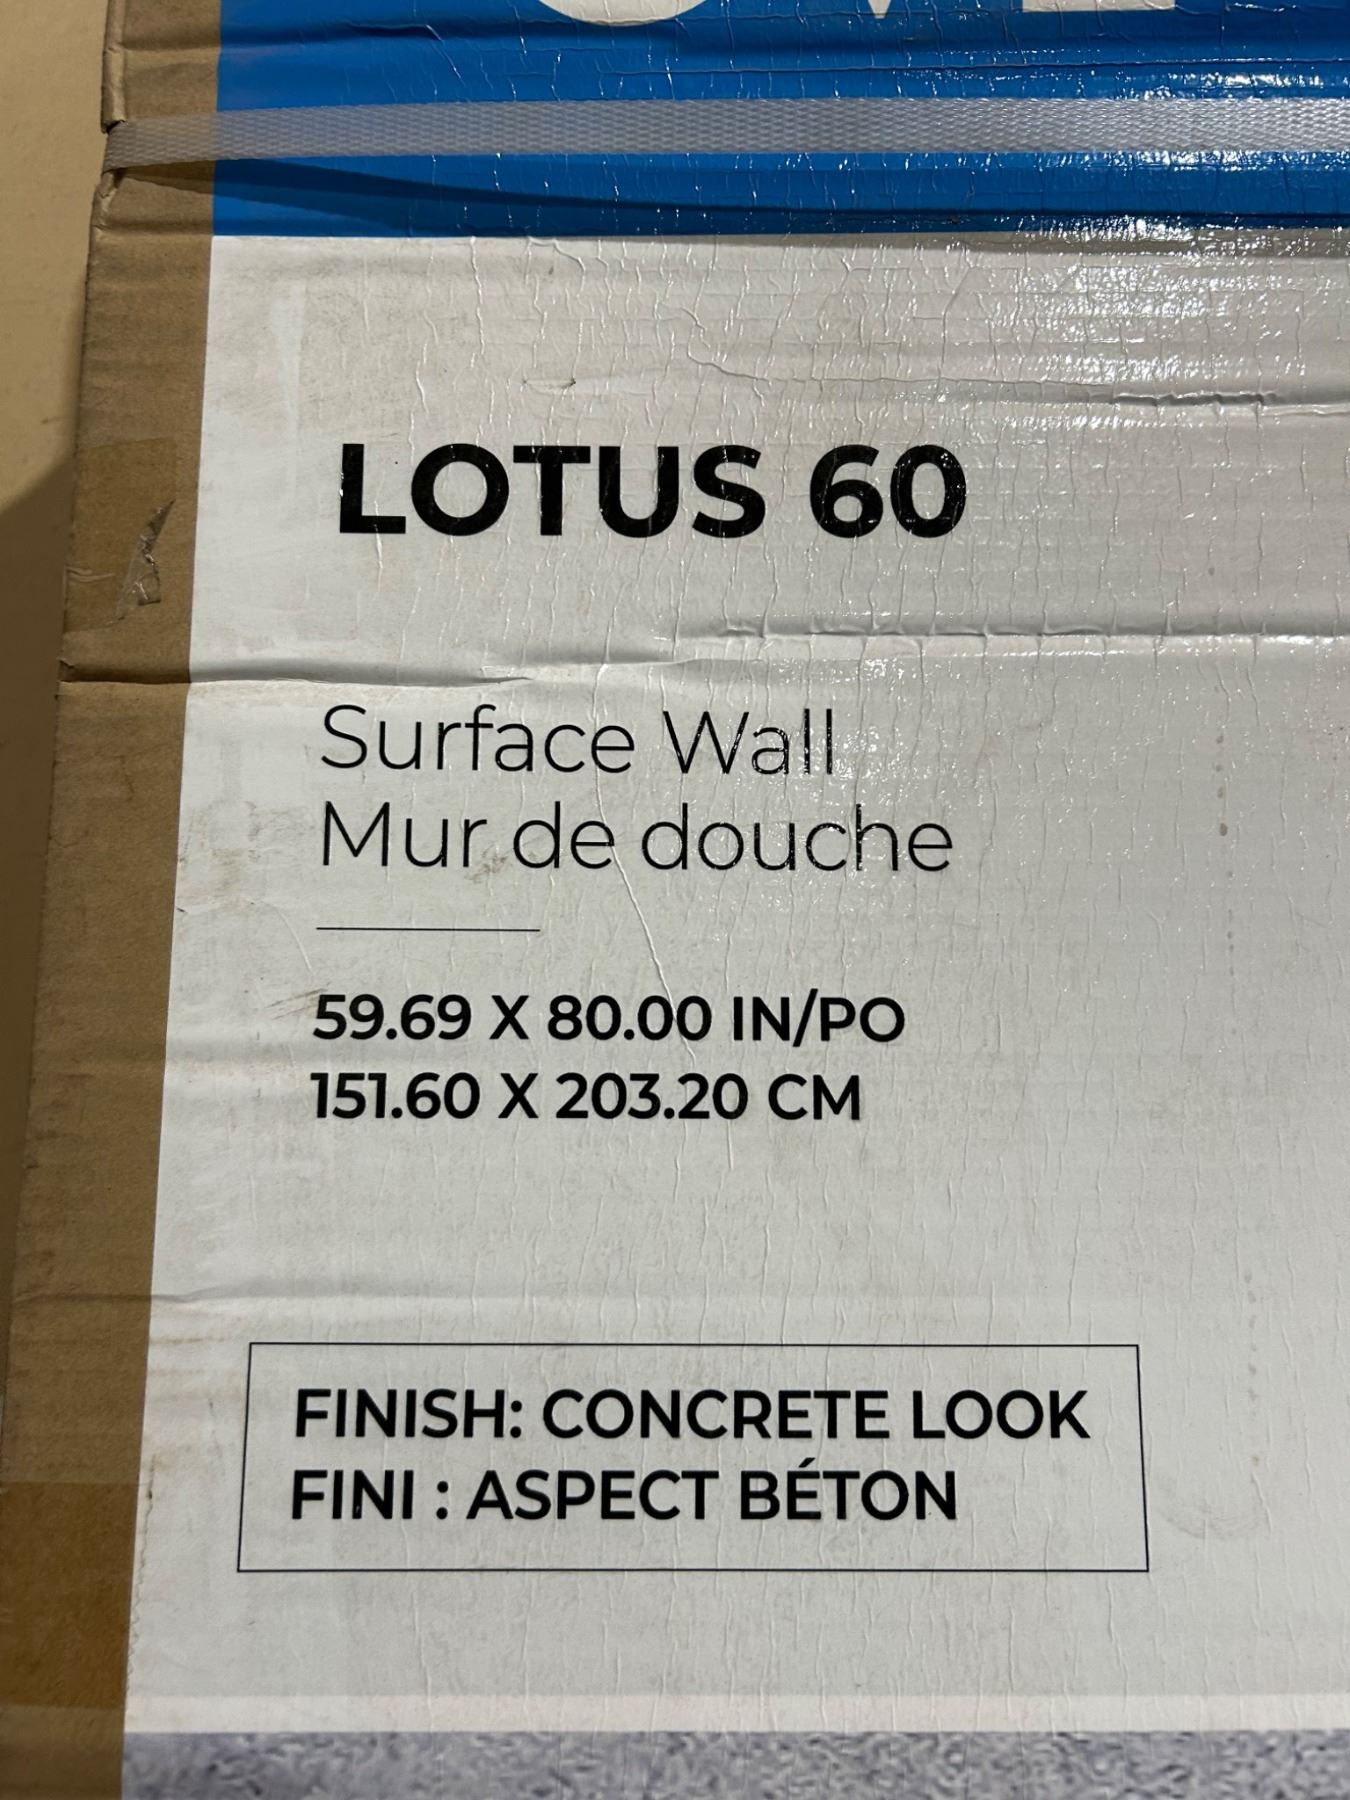 LOTUS 60
Surface Wall
Mur de douche
59.69 X 80.00 IN/PO
151.60 X 203.20 CM
FINISH: CONCRETE LOOK
FINI : ASPECT BÉTON